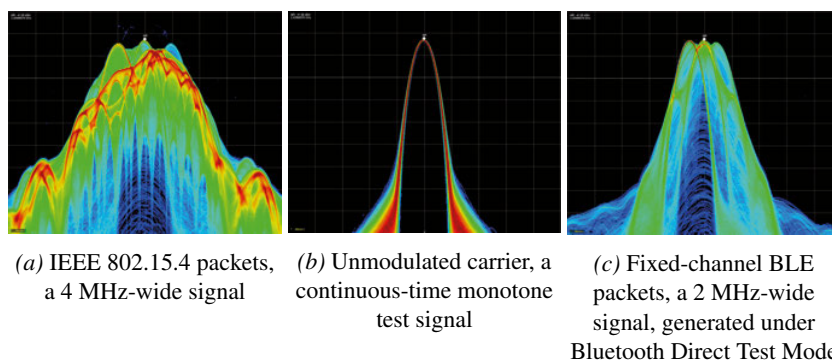 (a) IEEE 802.15.4 packets,
a 4 MHz-wide signal
(b) Unmodulated carrier, a
continuous-time monotone
test signal
(c) Fixed-channel BLE
packets, a 2 MHz-wide
signal, generated under
Bluetooth Direct Test Mode